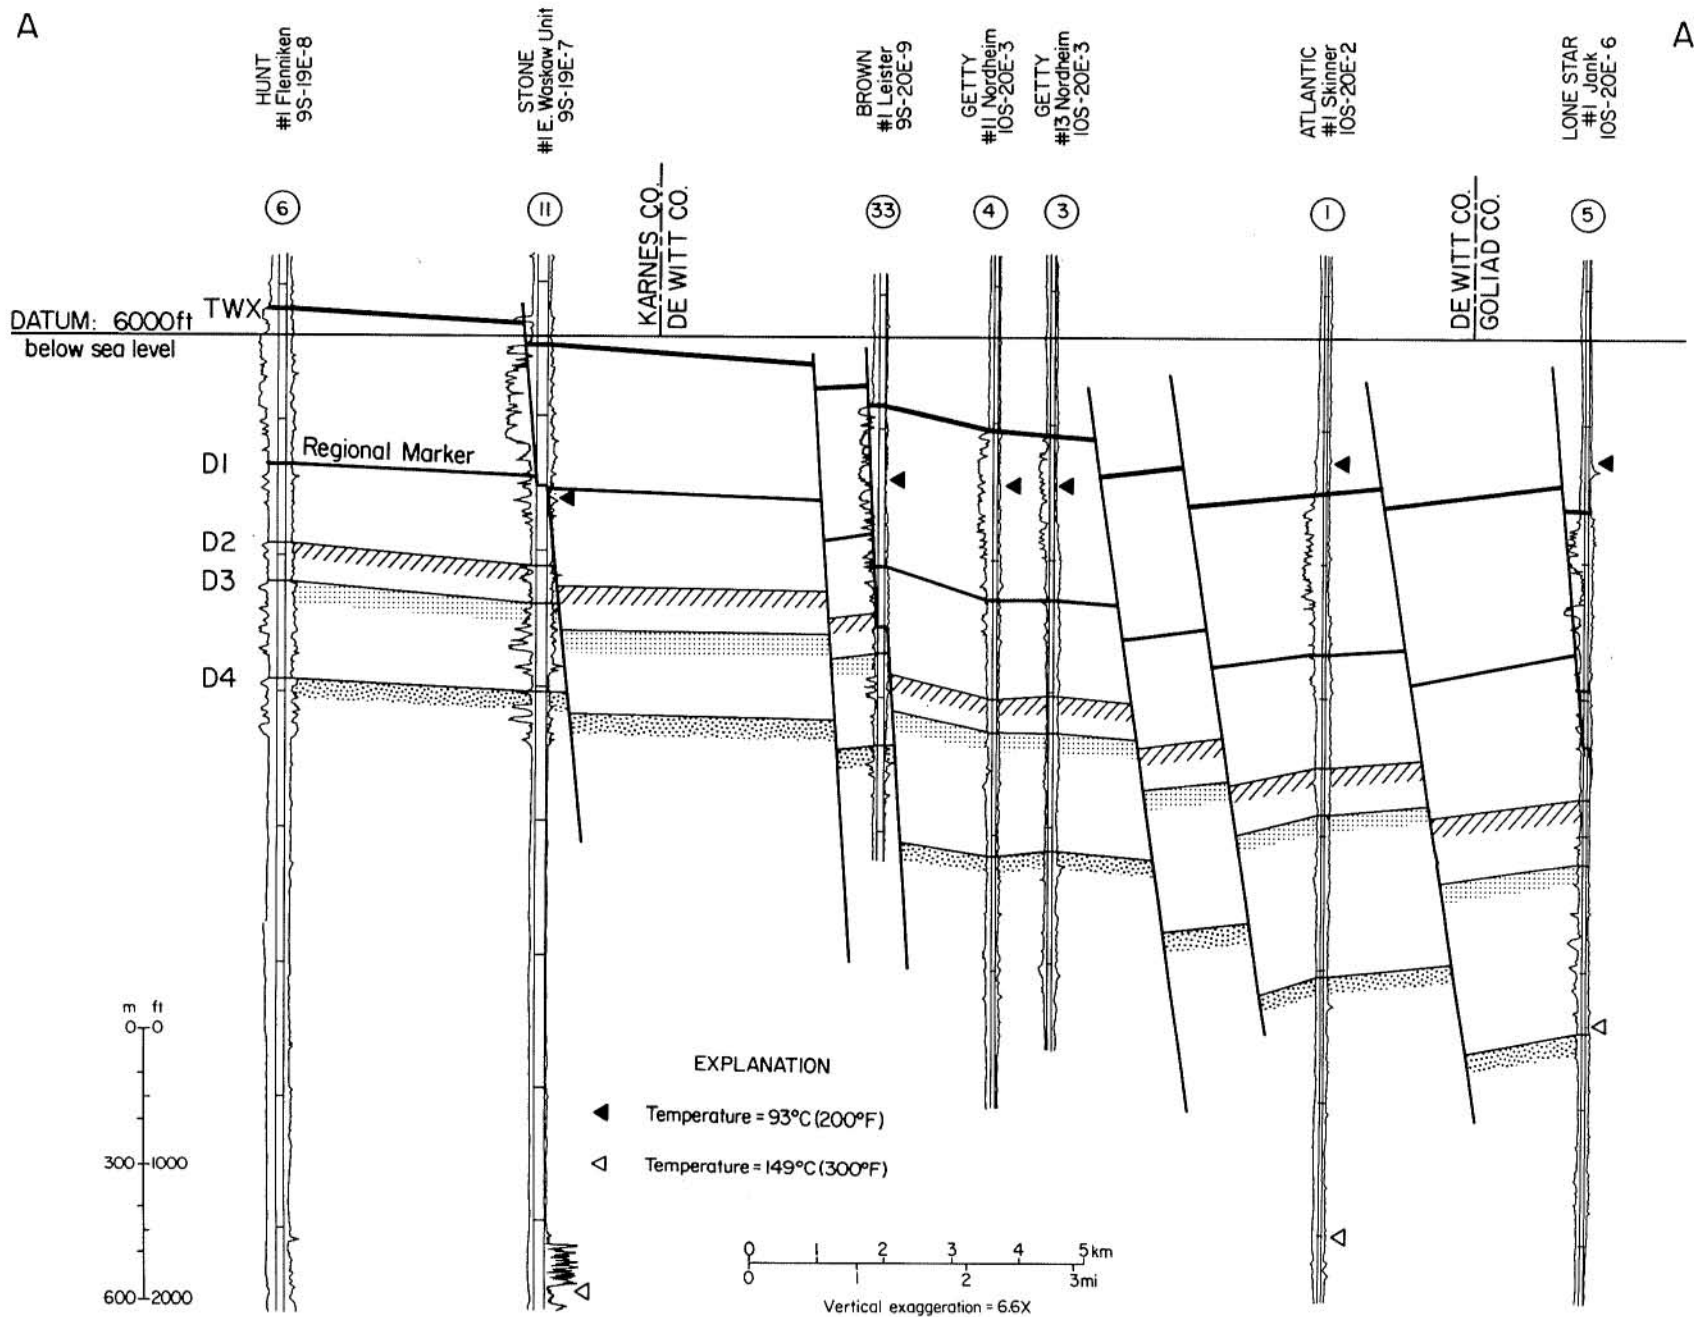 A
A
HUNT
#1 Flenniken
9S-19E-8
STONE
#1 E. Waskaw Unit
9S-19E-7
BROWN
#1 Leister
9S-20E-9
GETTY
#11 Nordheim
10S-20E-3
GETTY
#13 Nordheim
10S-20E-3
ATLANTIC
#1 Skinner
10S-20E-2
LONE STAR
#1 Jank
10S-20E-6
6
11
KARNES CO.
DE WITT CO.
33
4
3
1
DE WITT CO.
GOLIAD CO.
5
TWX
DATUM: 6000ft
below sea level
D1
Regional Marker
D2
D3
D4
m ft
0 0
300 1000
600 2000
EXPLANATION
Temperature = 93°C (200°F)
Temperature = 149°C (300°F)
0 1 2 3 4 5 km
0 1 2 3 mi
Vertical exaggeration = 6.6X